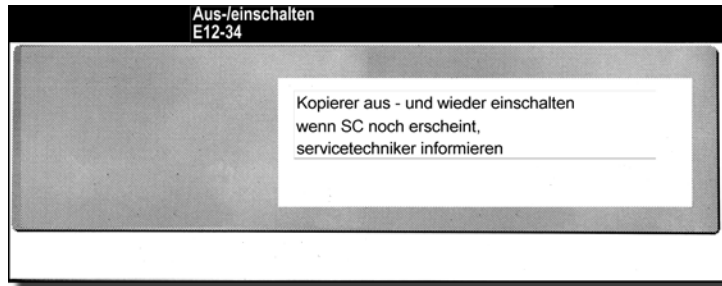 Aus-/einschalten
E12-34
Kopierer aus - und wieder einschalten
wenn SC noch erscheint,
servicetechniker informieren